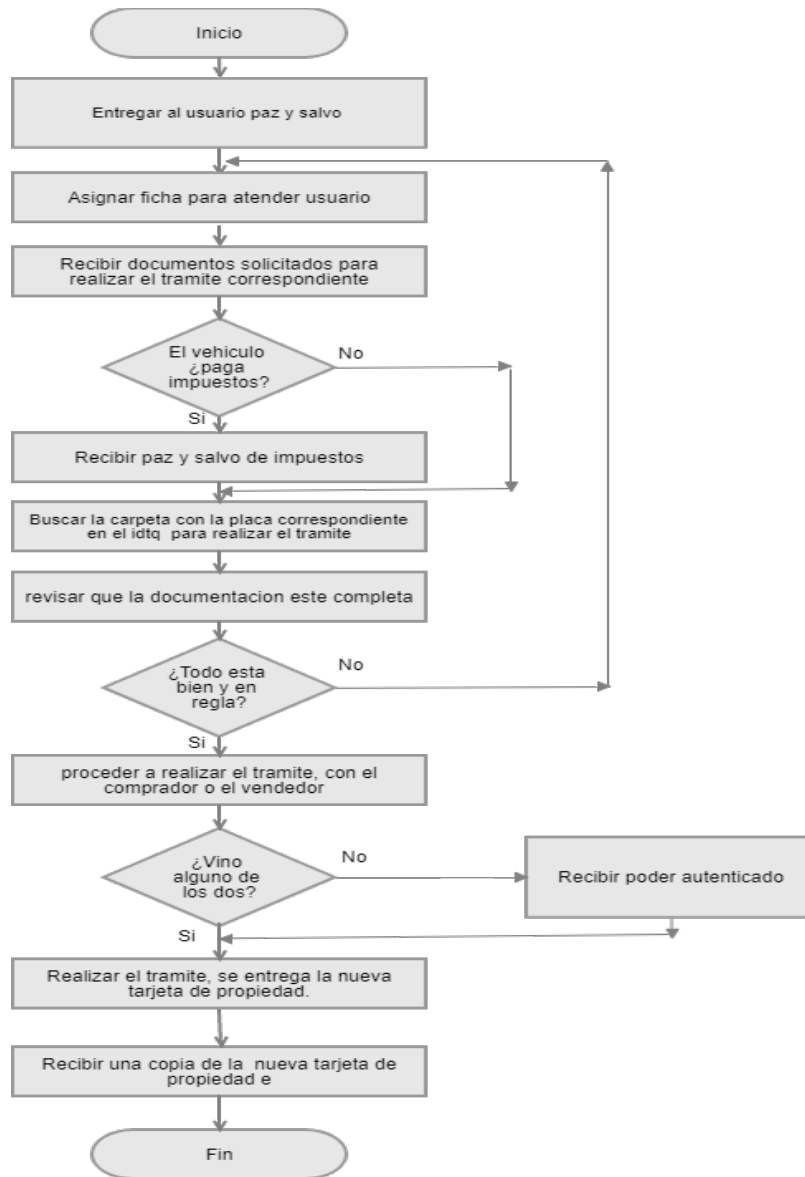 Inicio
Entregar al usuario paz y salvo
Asignar ficha para atender usuario
Recibir documentos solicitados para
realizar el tramite correspondiente
El vehiculo
¿paga
impuestos?
No
Si
Recibir paz y salvo de impuestos
Buscar la carpeta con la placa correspondiente
en el idtq para realizar el tramite
revisar que la documentacion este completa
¿Todo esta
bien y en
regla?
No
Si
proceder a realizar el tramite, con el
comprador o el vendedor
¿Vino
alguno de
los dos?
No
Recibir poder autenticado
Si
Realizar el tramite, se entrega la nueva
tarjeta de propiedad.
Recibir una copia de la nueva tarjeta de
propiedad e
Fin